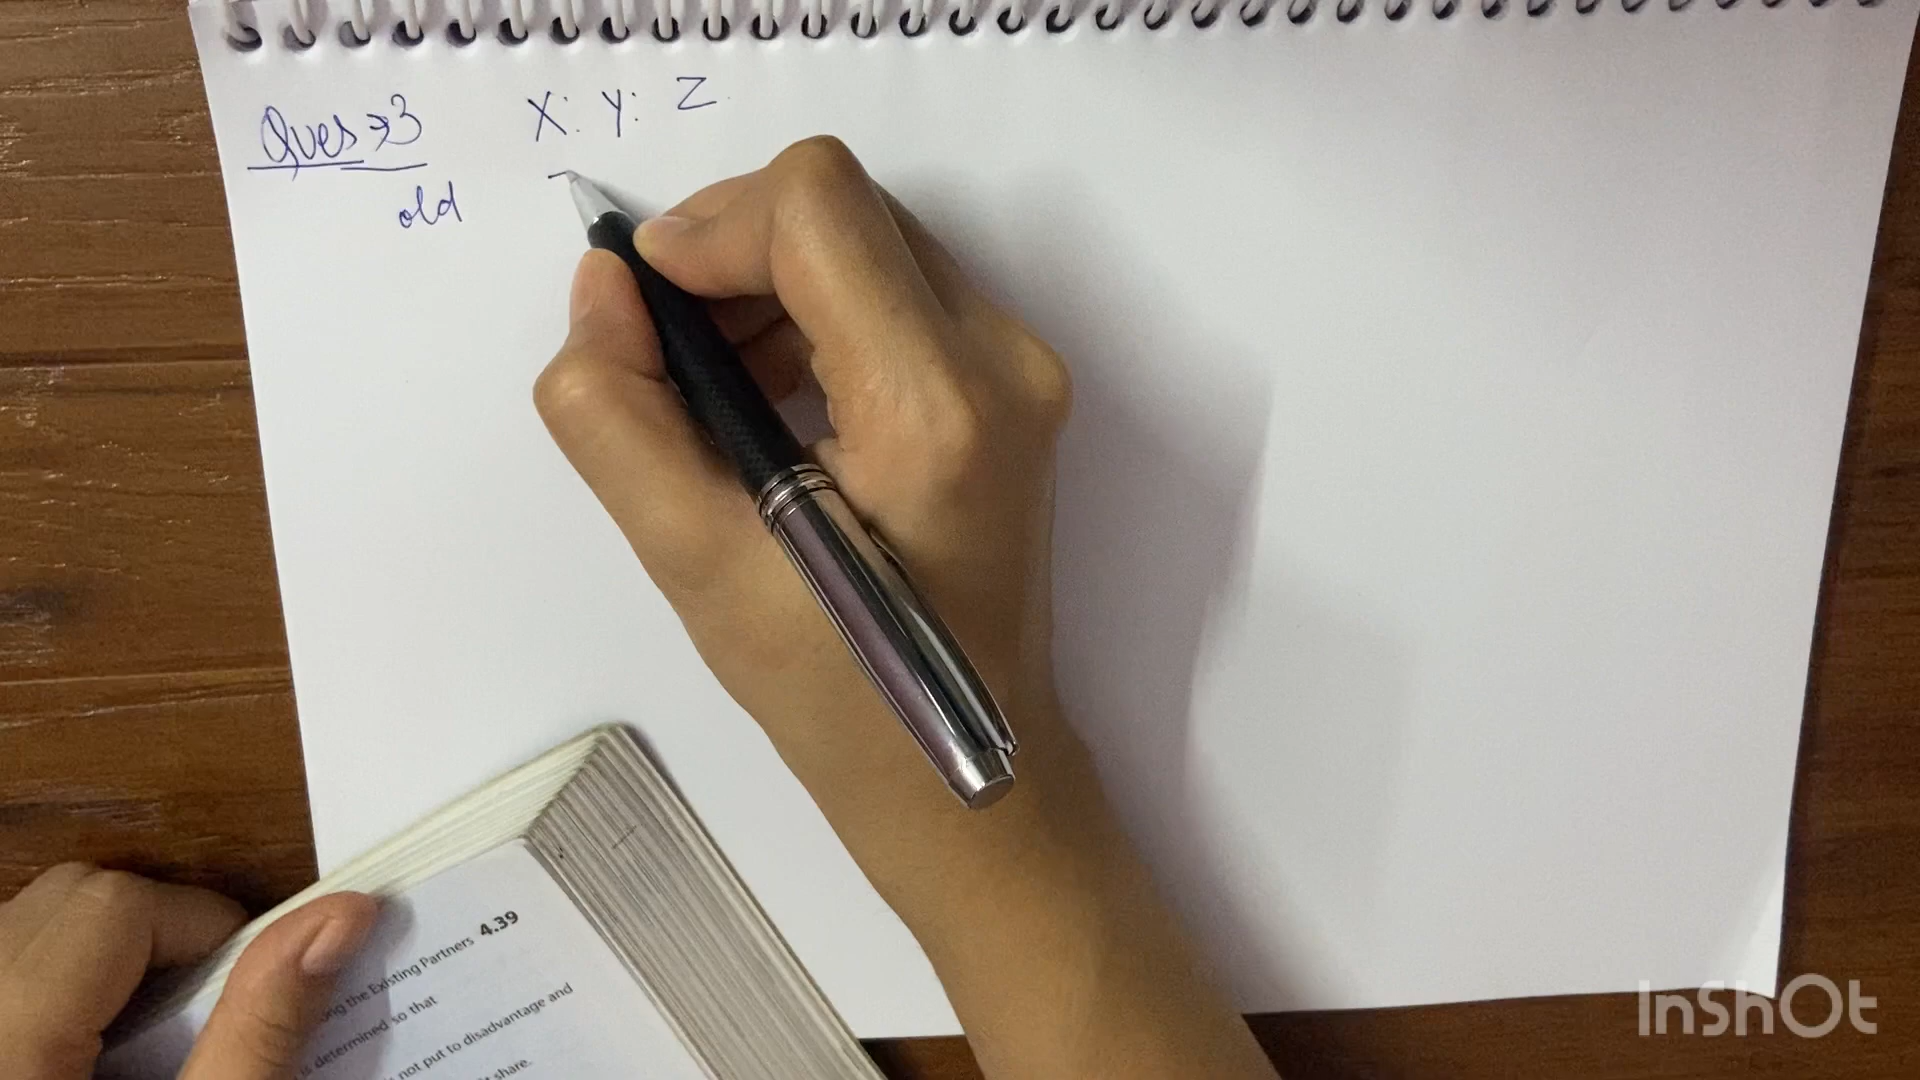 Ques → 3 X: Y: Z
old
ong the Existing Partners 4.39
is determined so that
not put to disadvantage and
share.
InShOt